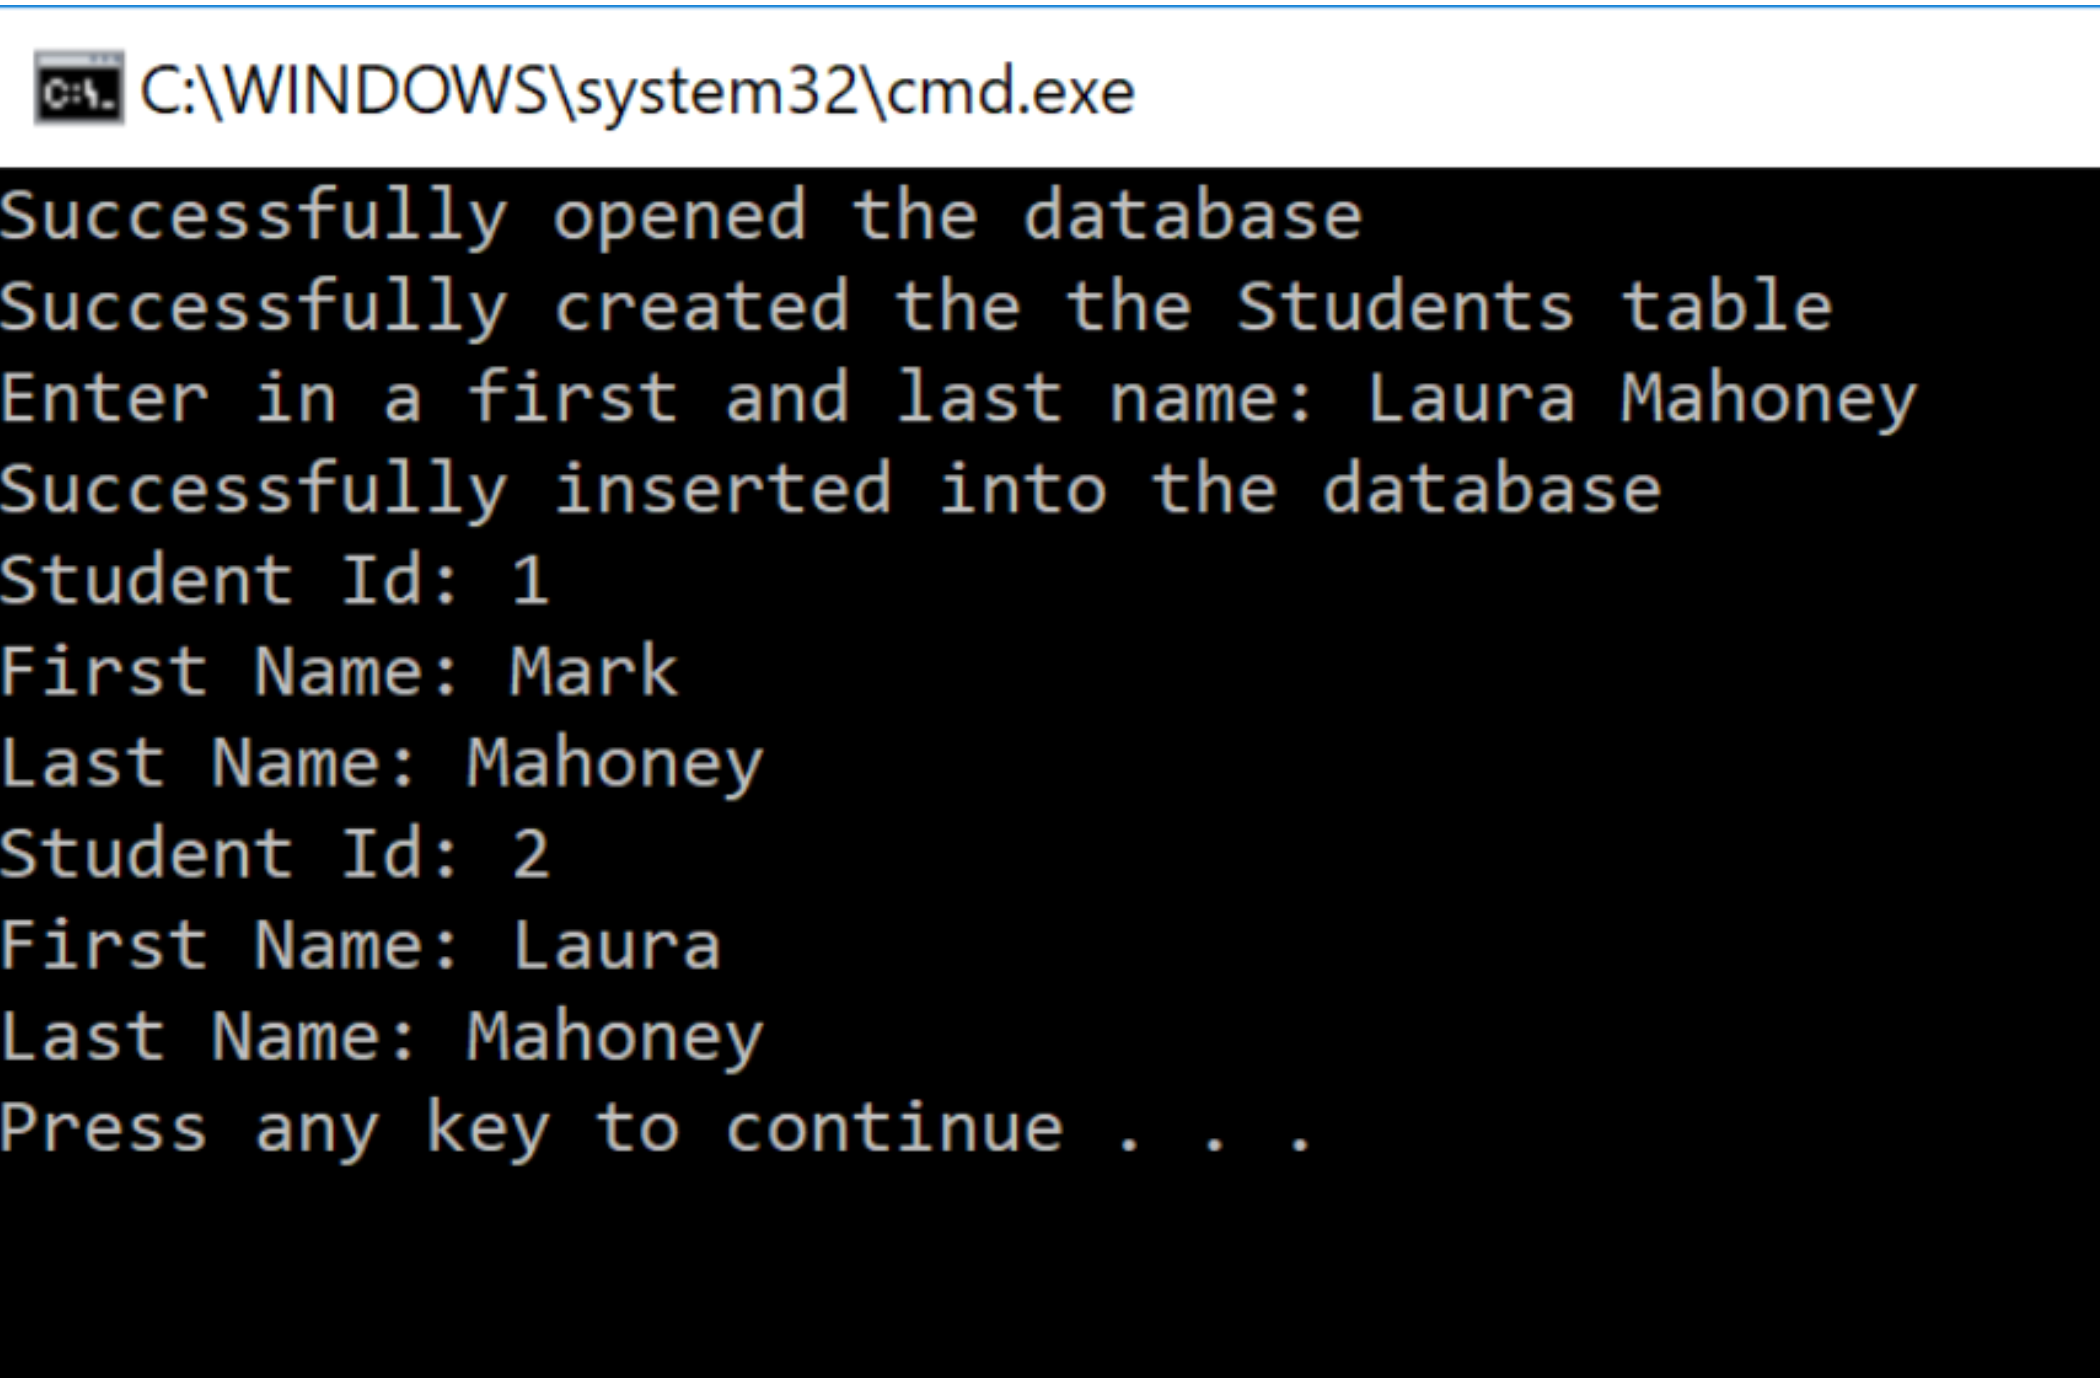 C:\WINDOWS\system32\cmd.exe
Successfully opened the database
Successfully created the the Students table
Enter in a first and last name: Laura Mahoney
Successfully inserted into the database
Student Id: 1
First Name: Mark
Last Name: Mahoney
Student Id: 2
First Name: Laura
Last Name: Mahoney
Press any key to continue . . .